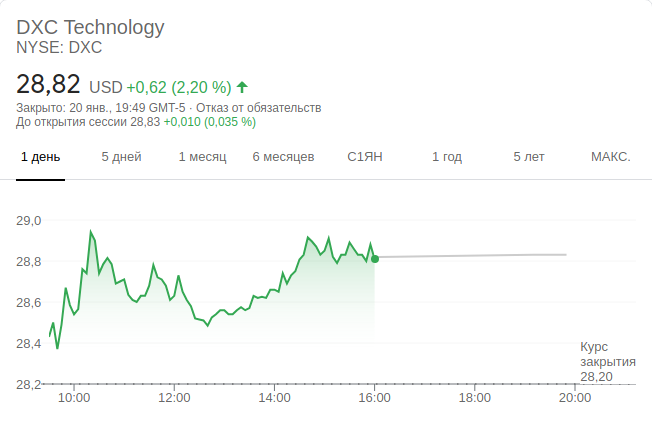 DXC Technology
NYSE: DXC
28,82 USD +0,62 (2,20 %)
Закрыто: 20 янв., 19:49 GMT-5 · Отказ от обязательств
До открытия сессии 28,83 +0,010 (0,035 %)
1 день 5 дней 1 месяц 6 месяцев С1ЯН 1 год 5 лет МАКС.
29,0
28,8
28,6
28,4
Курс
закрытия
28,20
28,2
10:00 12:00 14:00 16:00 18:00 20:00